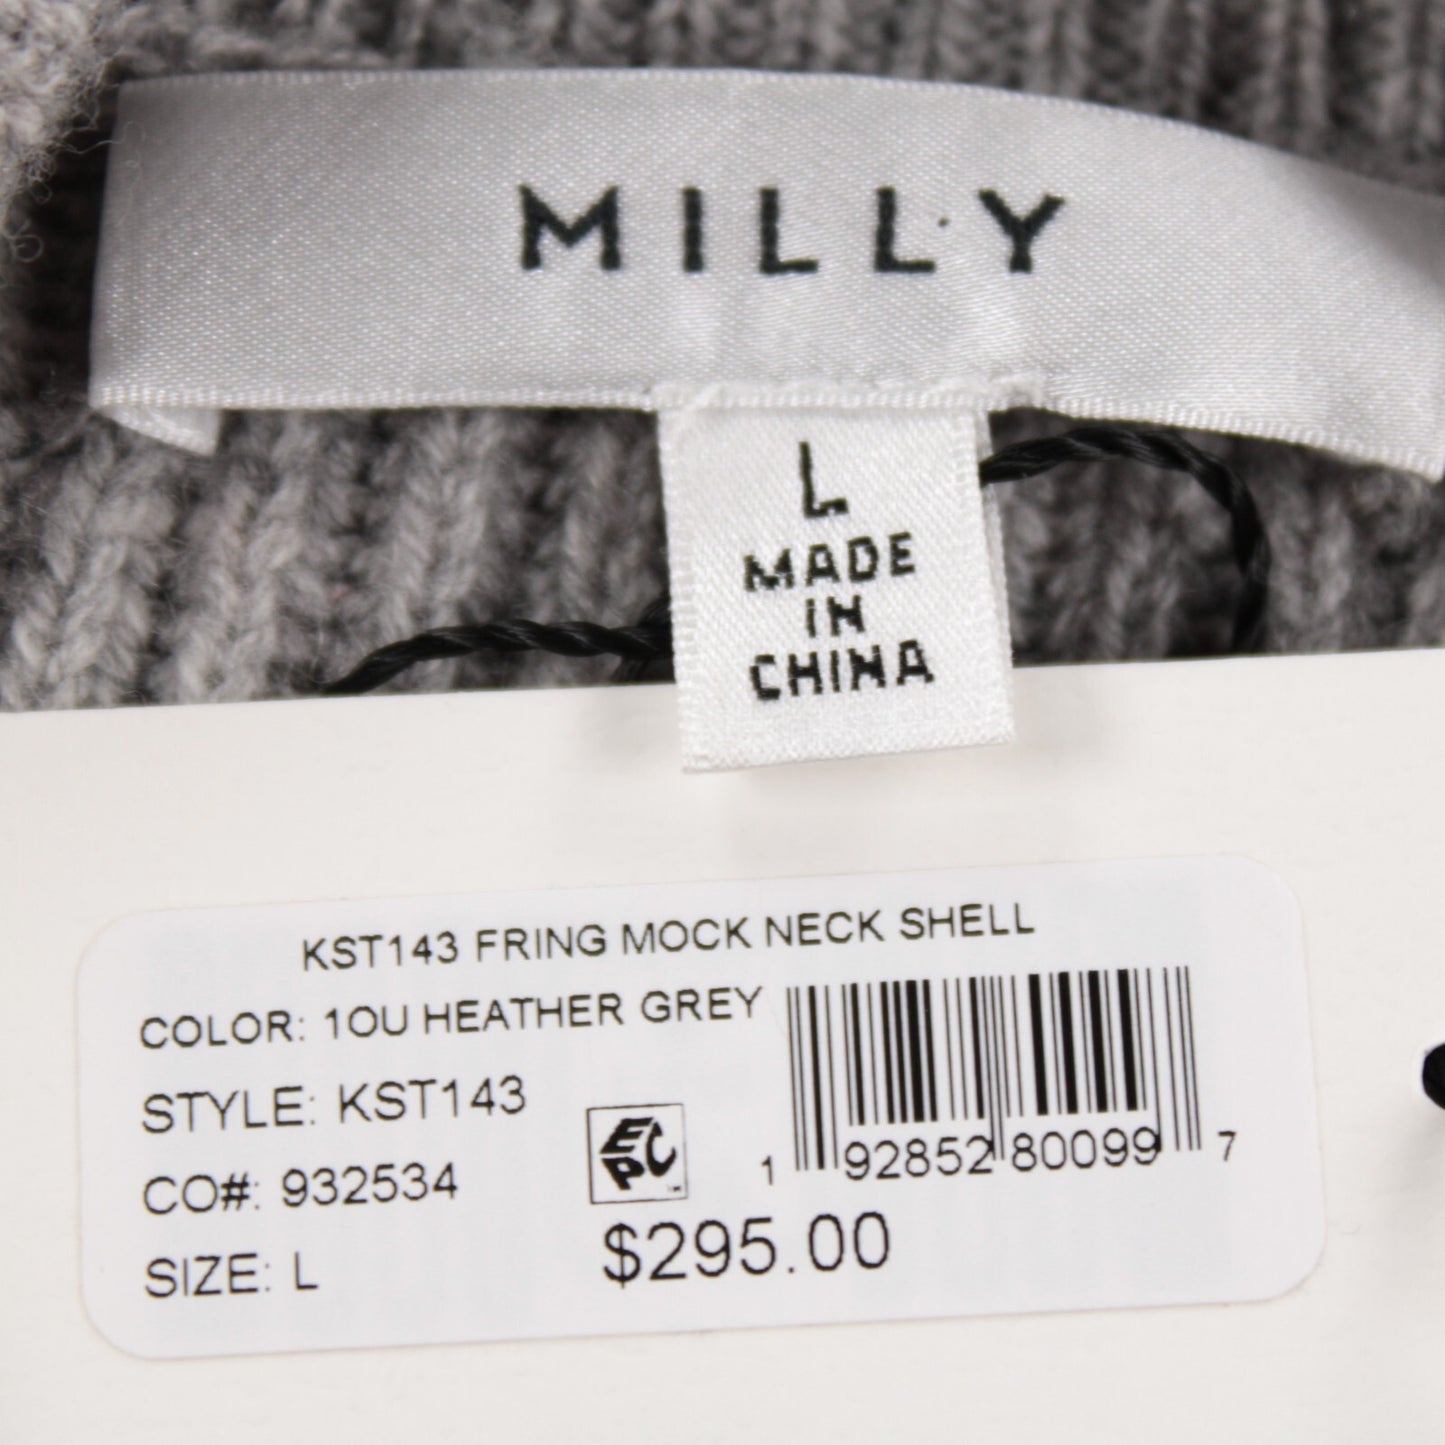 MILLY
L
MADE
IN
CHINA
KST143 FRING MOCK NECK SHELL
COLOR: 1OU HEATHER GREY
STYLE: KST143
CO#: 932534
SIZE: L
EPC
1 92852 80099 7
$295.00